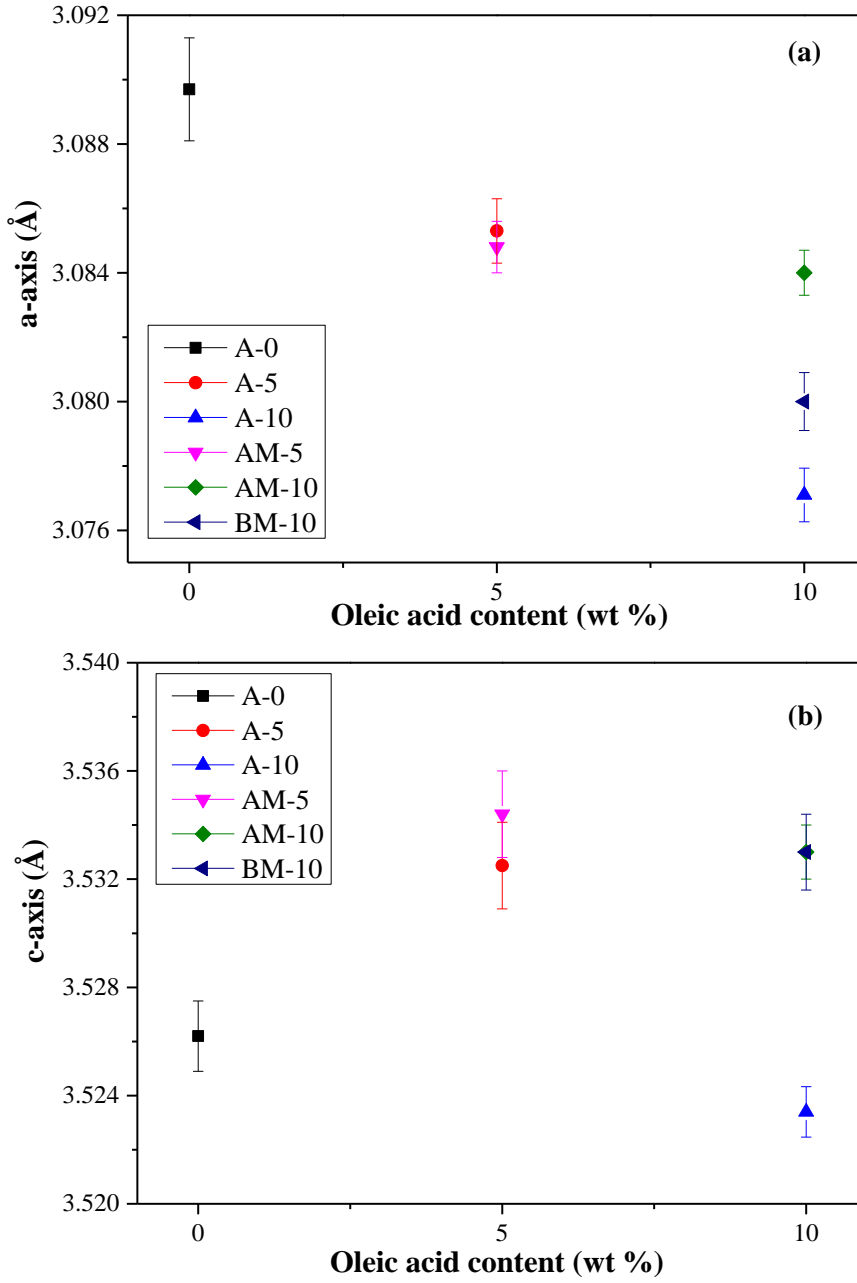 3.092
(a)
3.088
3.084
3.080
3.076
a-axis (Å)
A-0
A-5
A-10
AM-5
AM-10
BM-10
0 5 10
Oleic acid content (wt %)
3.540
(b)
3.536
3.532
3.528
3.524
3.520
c-axis (Å)
A-0
A-5
A-10
AM-5
AM-10
BM-10
0 5 10
Oleic acid content (wt %)